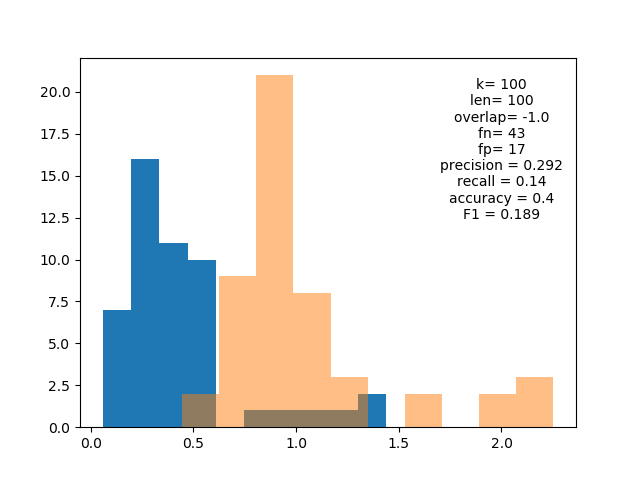 k= 100
len= 100
overlap= -1.0
fn= 43
fp= 17
precision = 0.292
recall = 0.14
accuracy = 0.4
F1 = 0.189
20.0
17.5
15.0
12.5
10.0
7.5
5.0
2.5
0.0
0.0 0.5 1.0 1.5 2.0